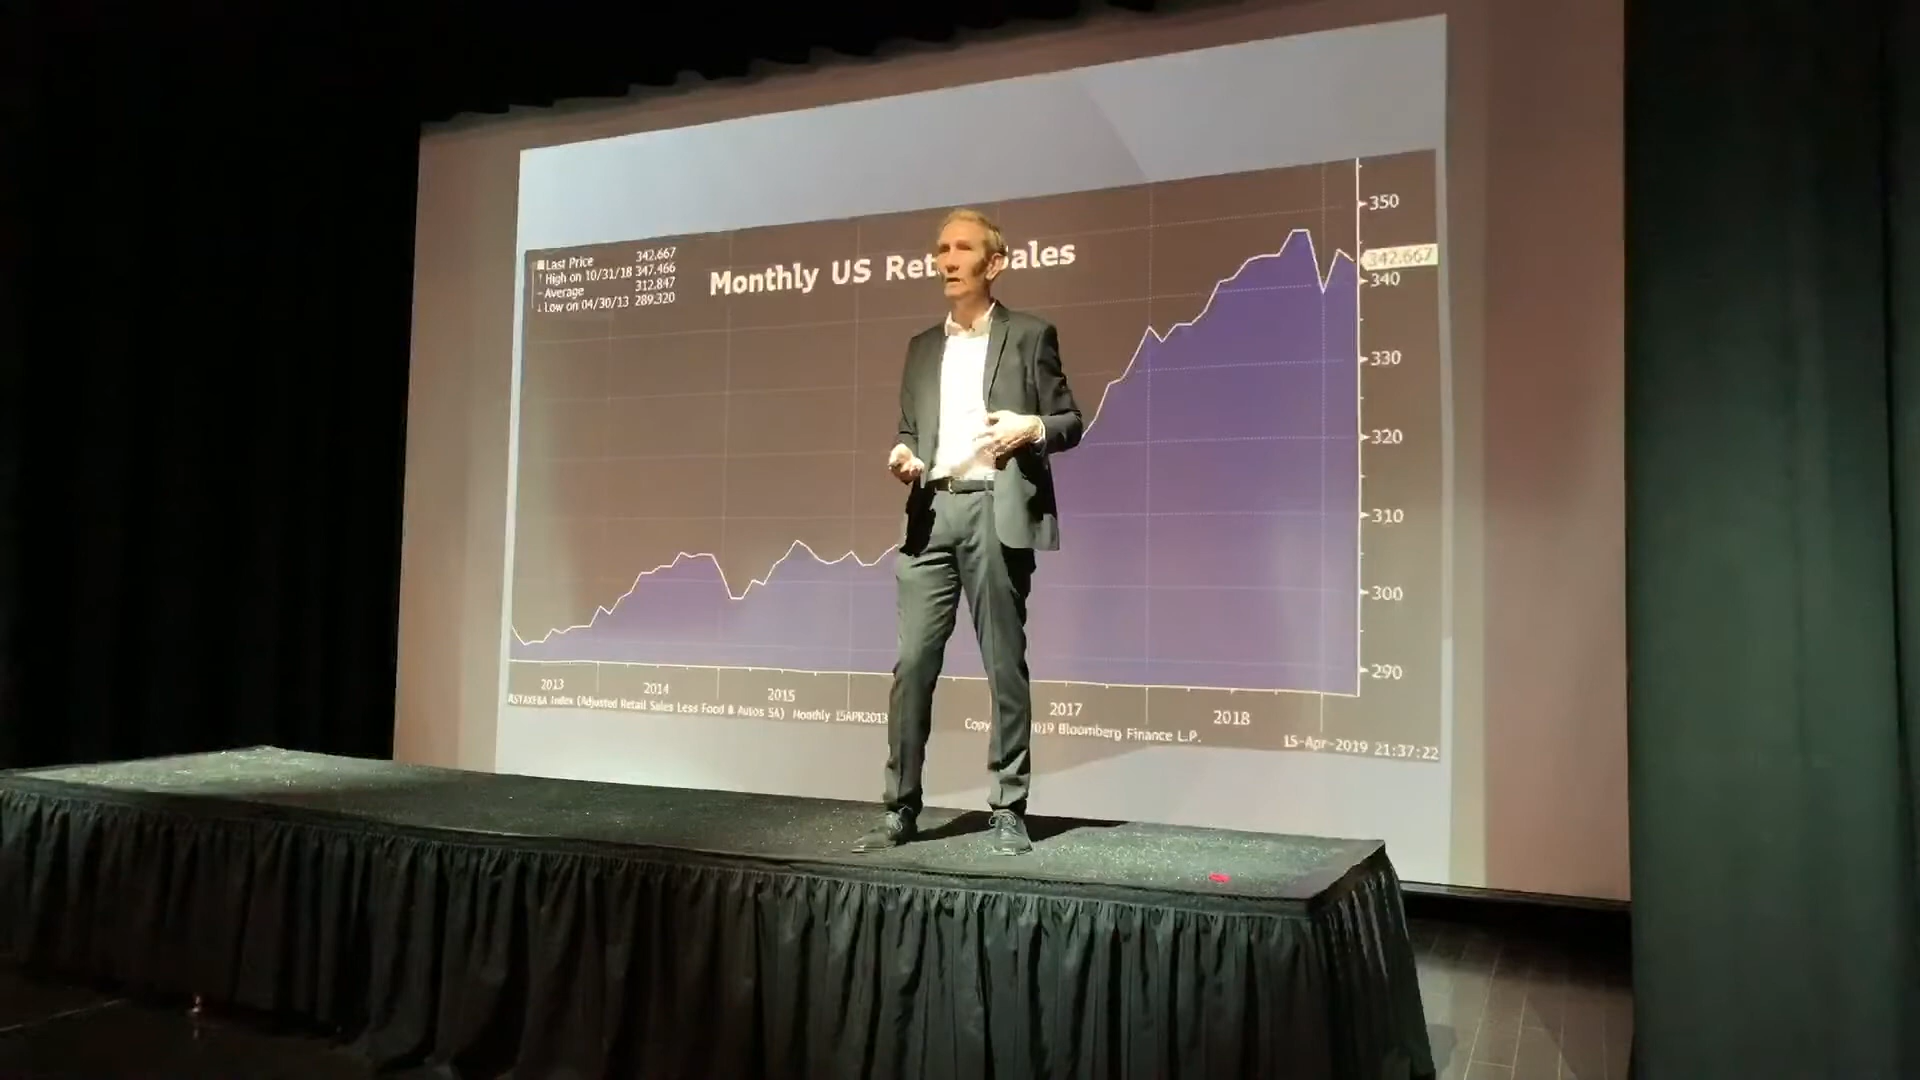 Last Price 342.667
High on 10/31/18 347.466
Average 312.847
Low on 04/30/13 289.320
Monthly US Ret ales
350
342.667
340
330
320
310
300
290
2013 2014 2015 2017 2018
Index (Adjusted Retail Sales Less Food & Autos SA) Monthly 15APR2013
Copy 019 Bloomberg Finance L.P.
15-Apr-2019 21:37:22